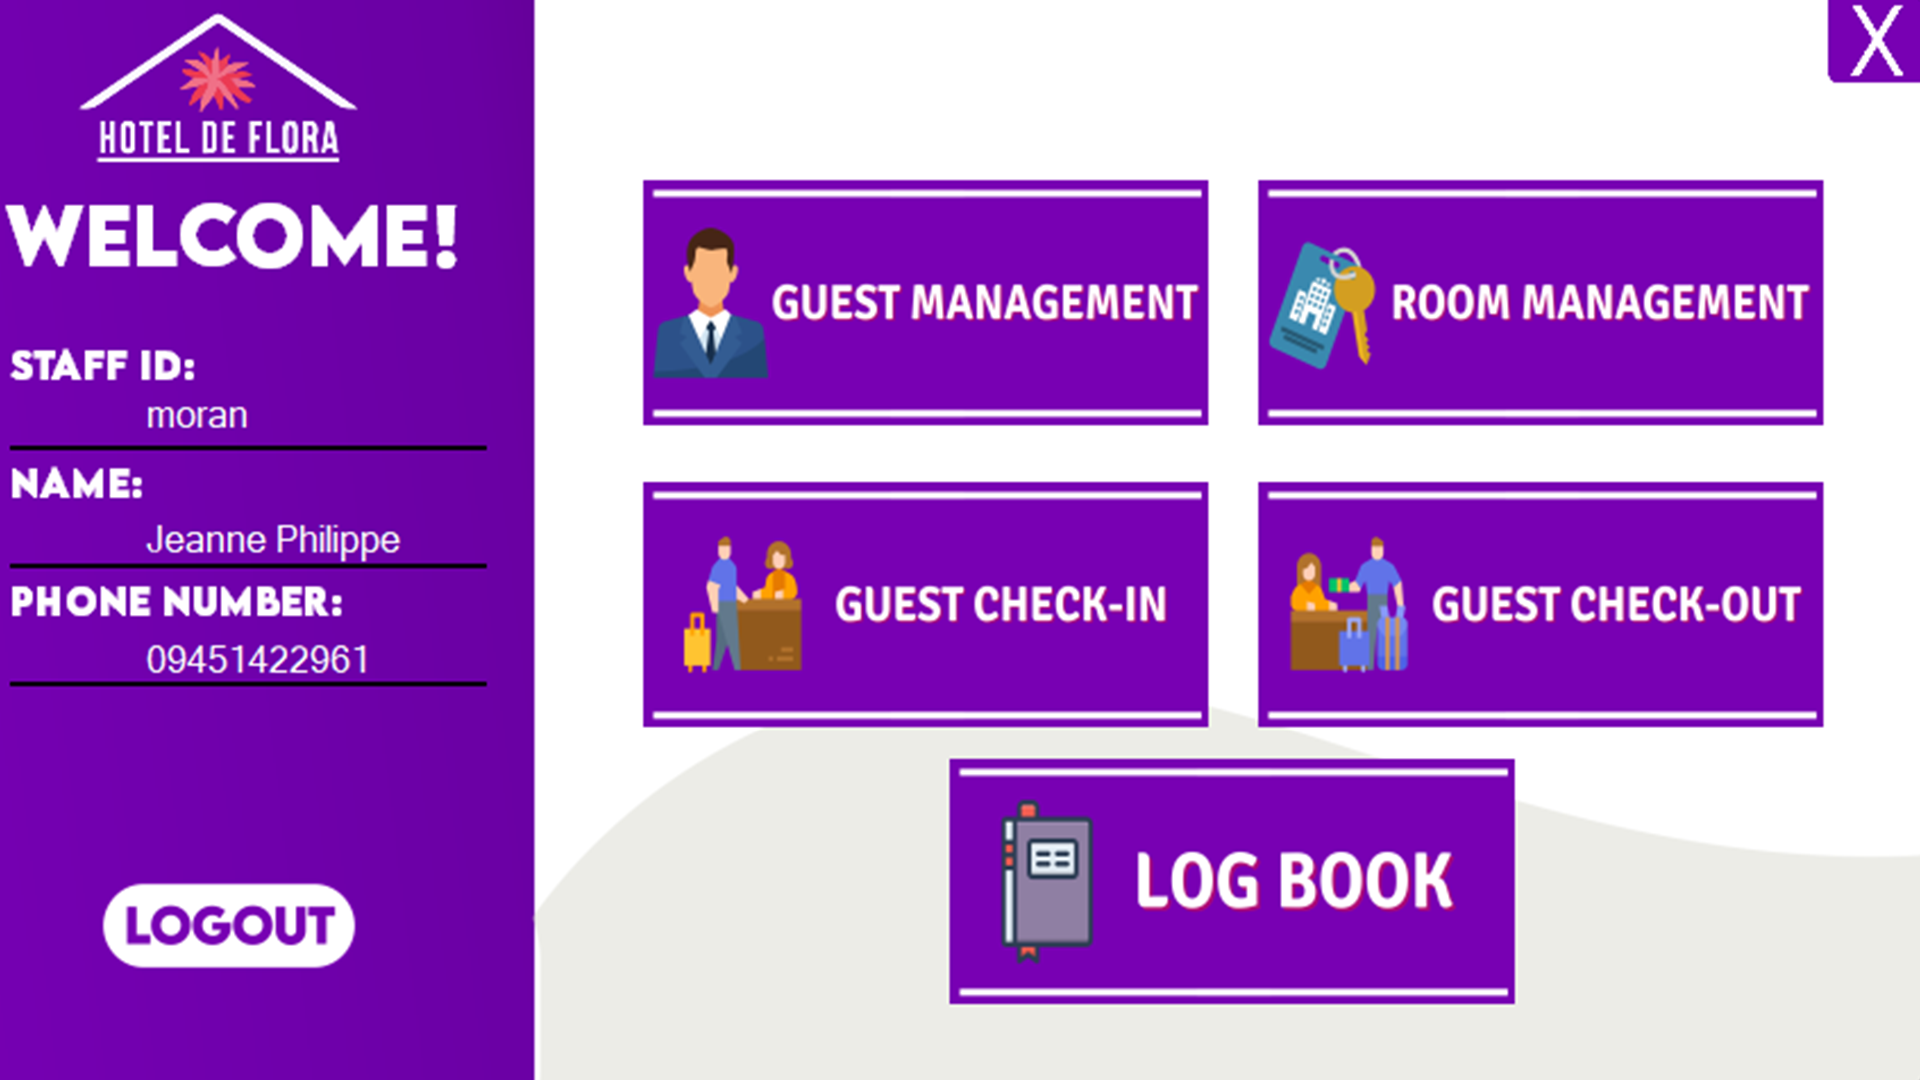 HOTEL DE FLORA
WELCOME!
STAFF ID:
moran
NAME:
Jeanne Philippe
PHONE NUMBER:
09451422961
LOGOUT
X
GUEST MANAGEMENT
ROOM MANAGEMENT
GUEST CHECK-IN
GUEST CHECK-OUT
LOG BOOK